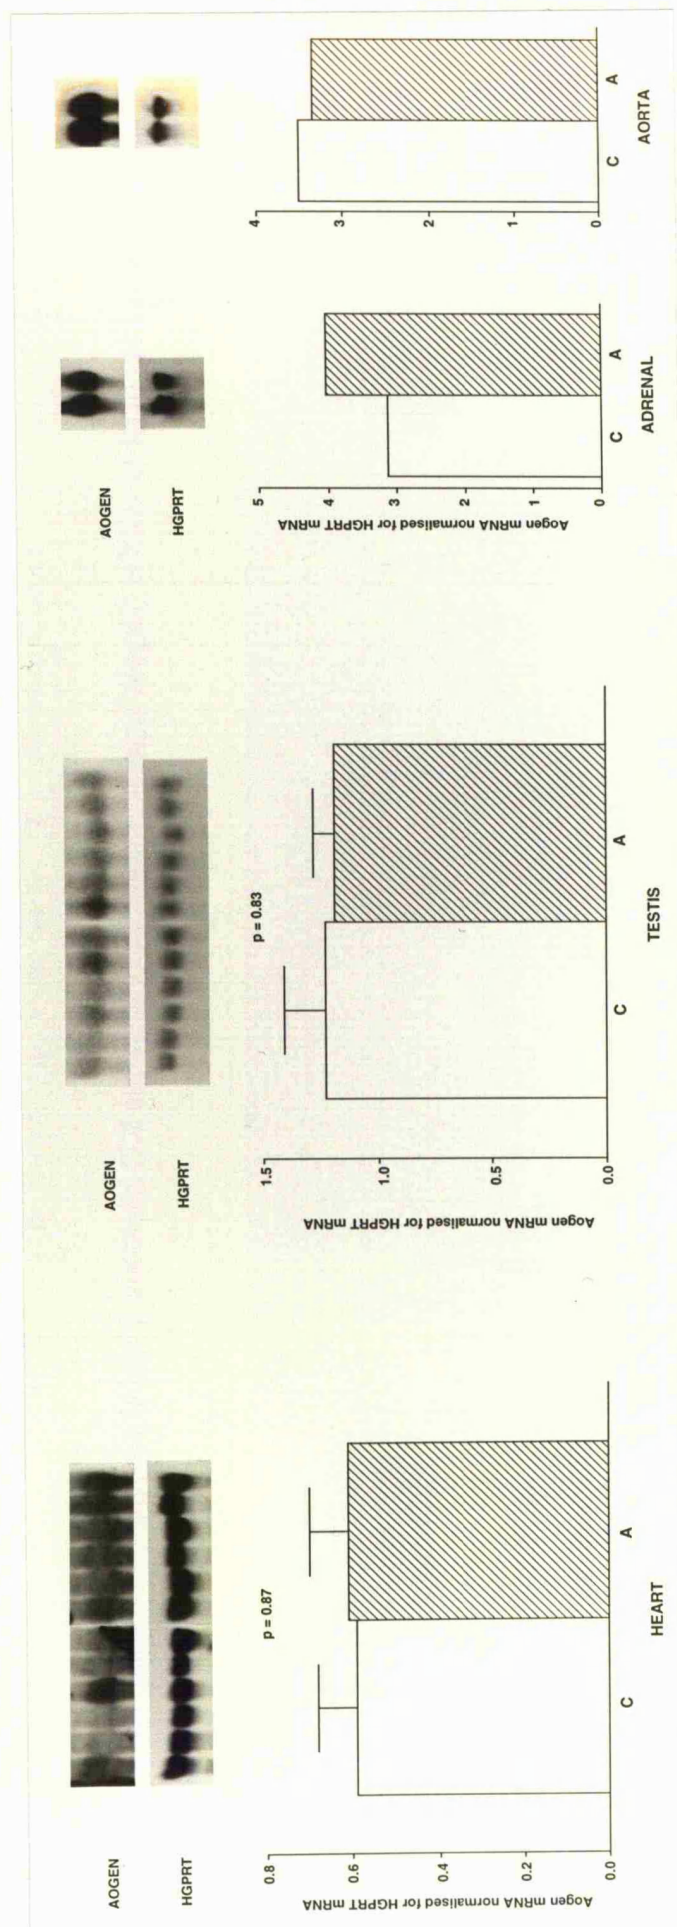 AOGEN
HGPRT
p = 0.87
Aogen mRNA normalised for HGPRT mRNA
0.8
0.6
0.4
0.2
0.0
C
A
HEART
AOGEN
HGPRT
p = 0.83
Aogen mRNA normalised for HGPRT mRNA
1.5
1.0
0.5
0.0
C
A
TESTIS
AOGEN
HGPRT
Aogen mRNA normalised for HGPRT mRNA
5
4
3
2
1
0
C
A
ADRENAL
4
3
2
1
0
C
A
AORTA